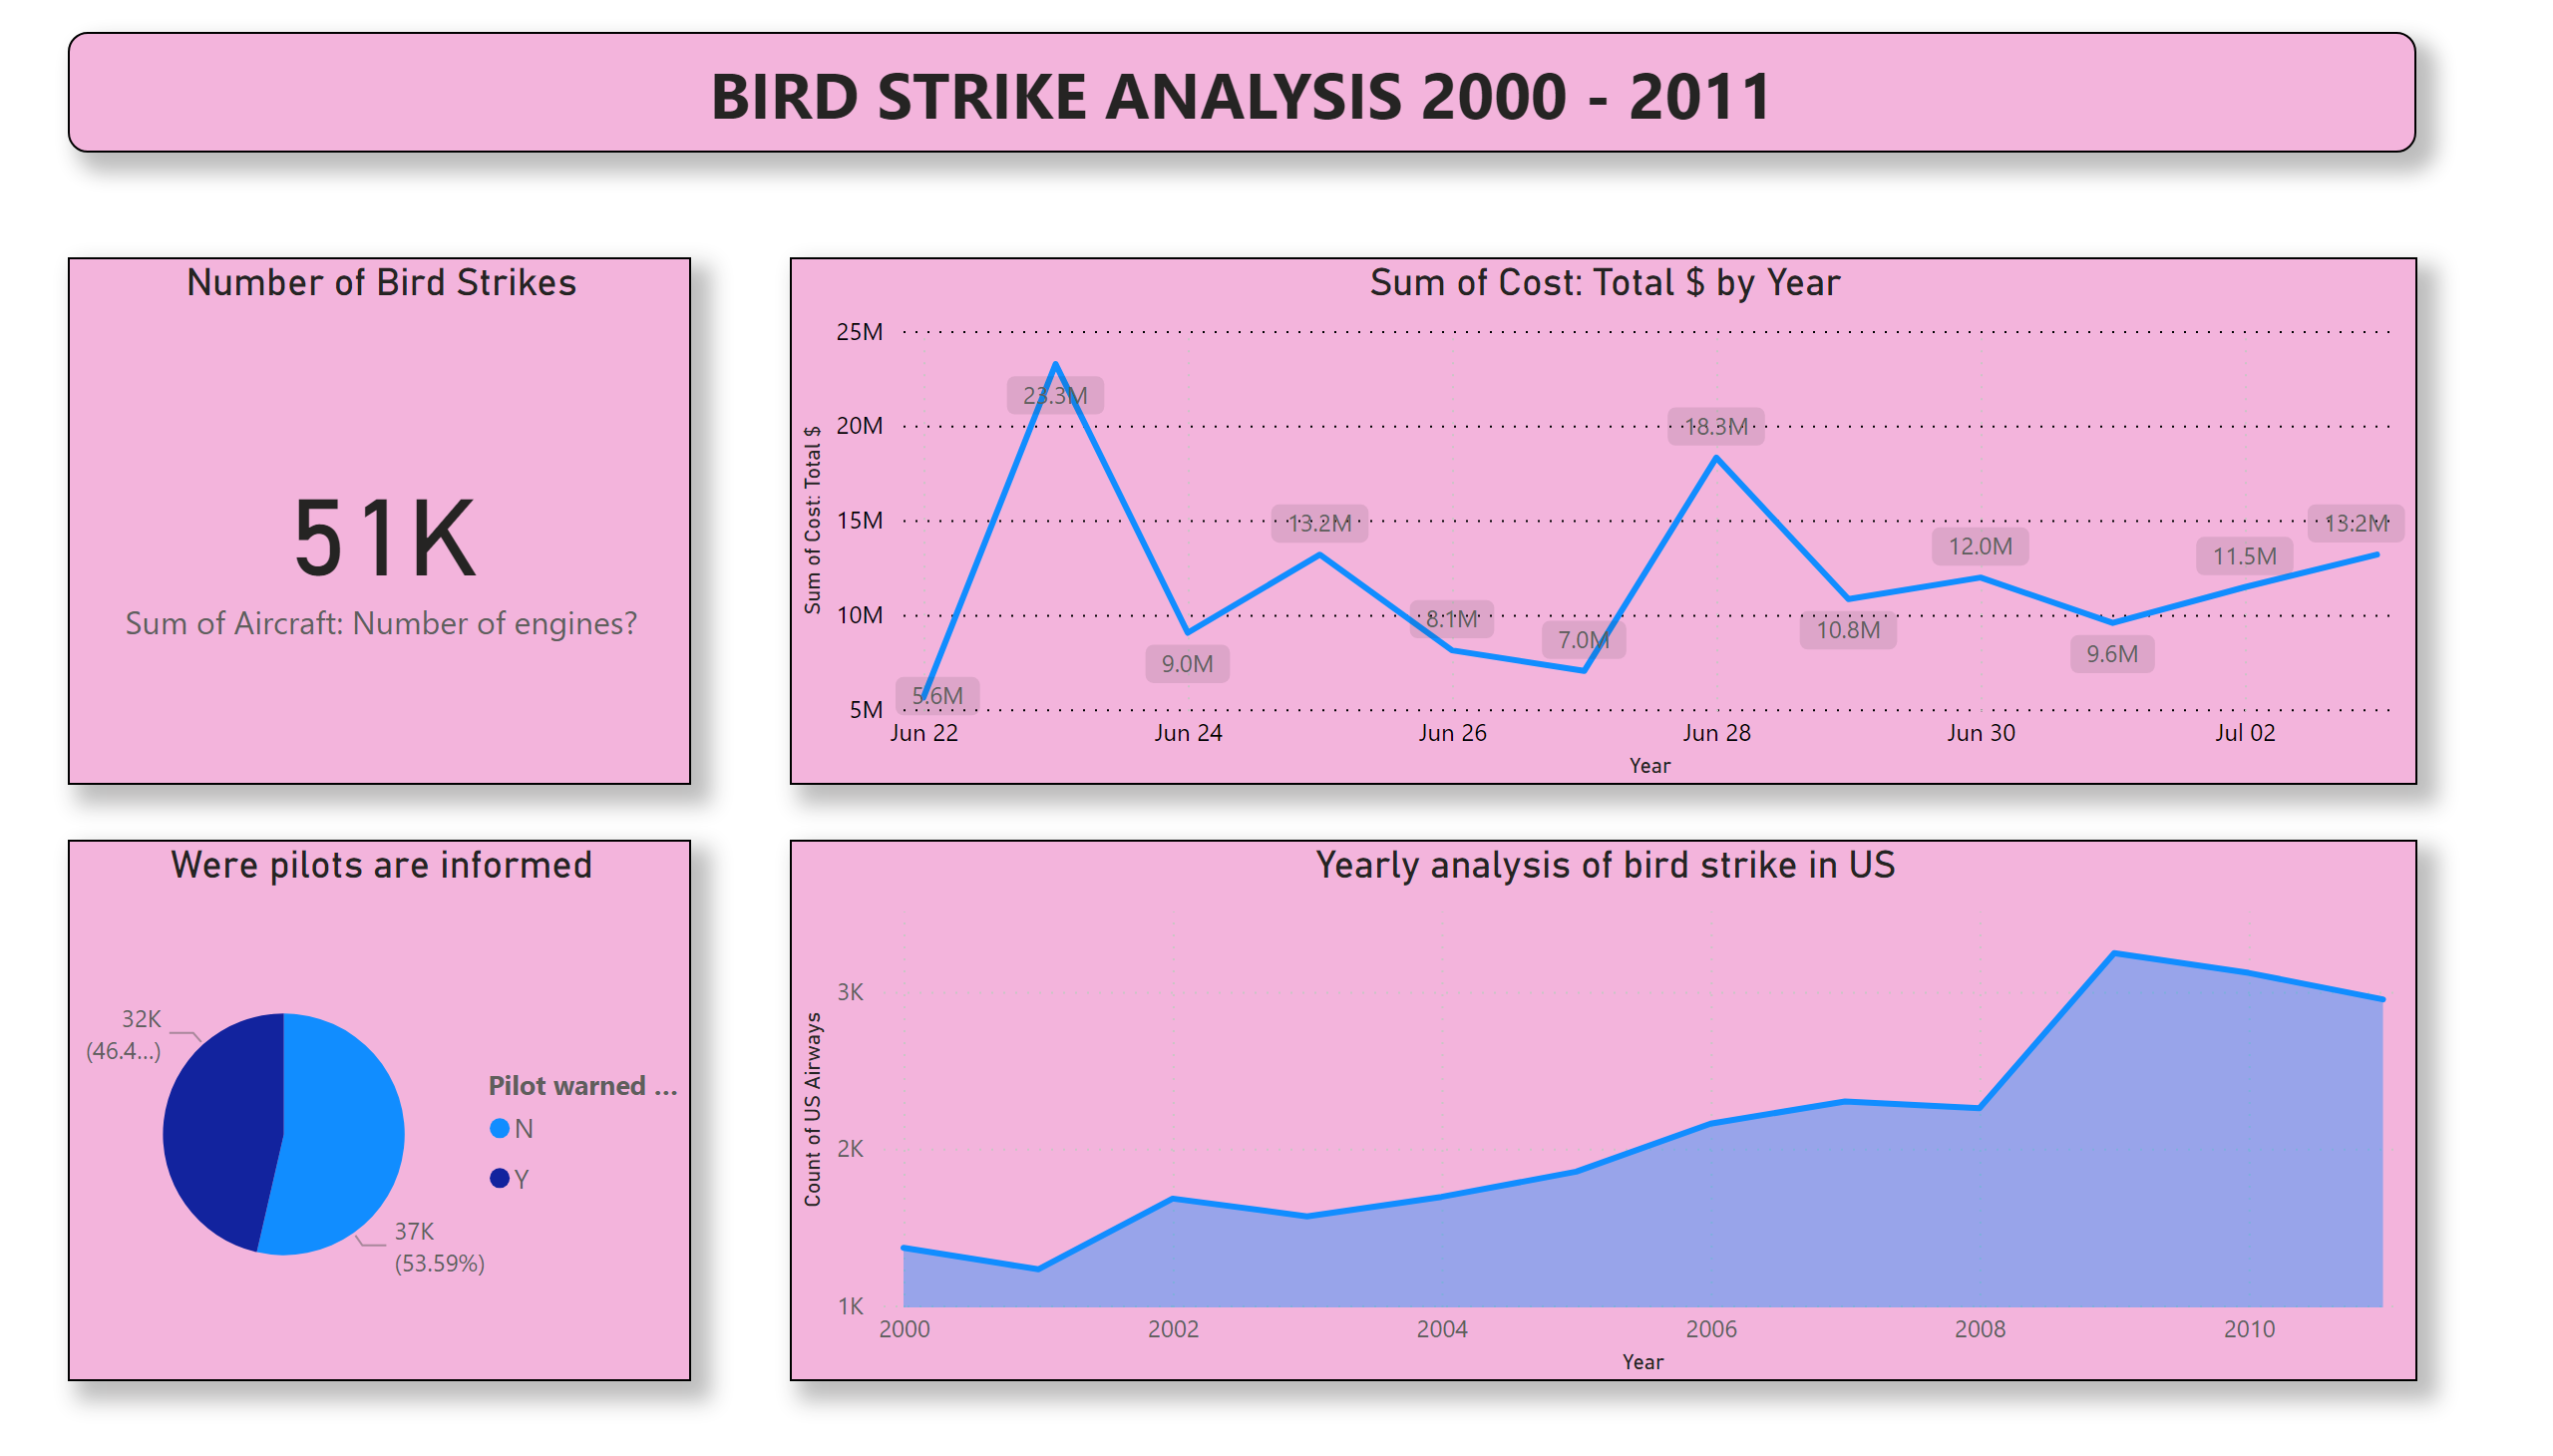 BIRD STRIKE ANALYSIS 2000 - 2011
Number of Bird Strikes
51K
Sum of Aircraft: Number of engines?
Sum of Cost: Total $ by Year
Sum of Cost: Total $
25M
20M
15M
10M
5M
5.6M
23.3M
9.0M
13.2M
8.1M
7.0M
18.3M
10.8M
12.0M
9.6M
11.5M
13.2M
Jun 22
Jun 24
Jun 26
Jun 28
Jun 30
Jul 02
Year
Were pilots are informed
32K
(46.4...)
37K
(53.59%)
Pilot warned ...
N
Y
Yearly analysis of bird strike in US
Count of US Airways
3K
2K
1K
2000
2002
2004
2006
2008
2010
Year